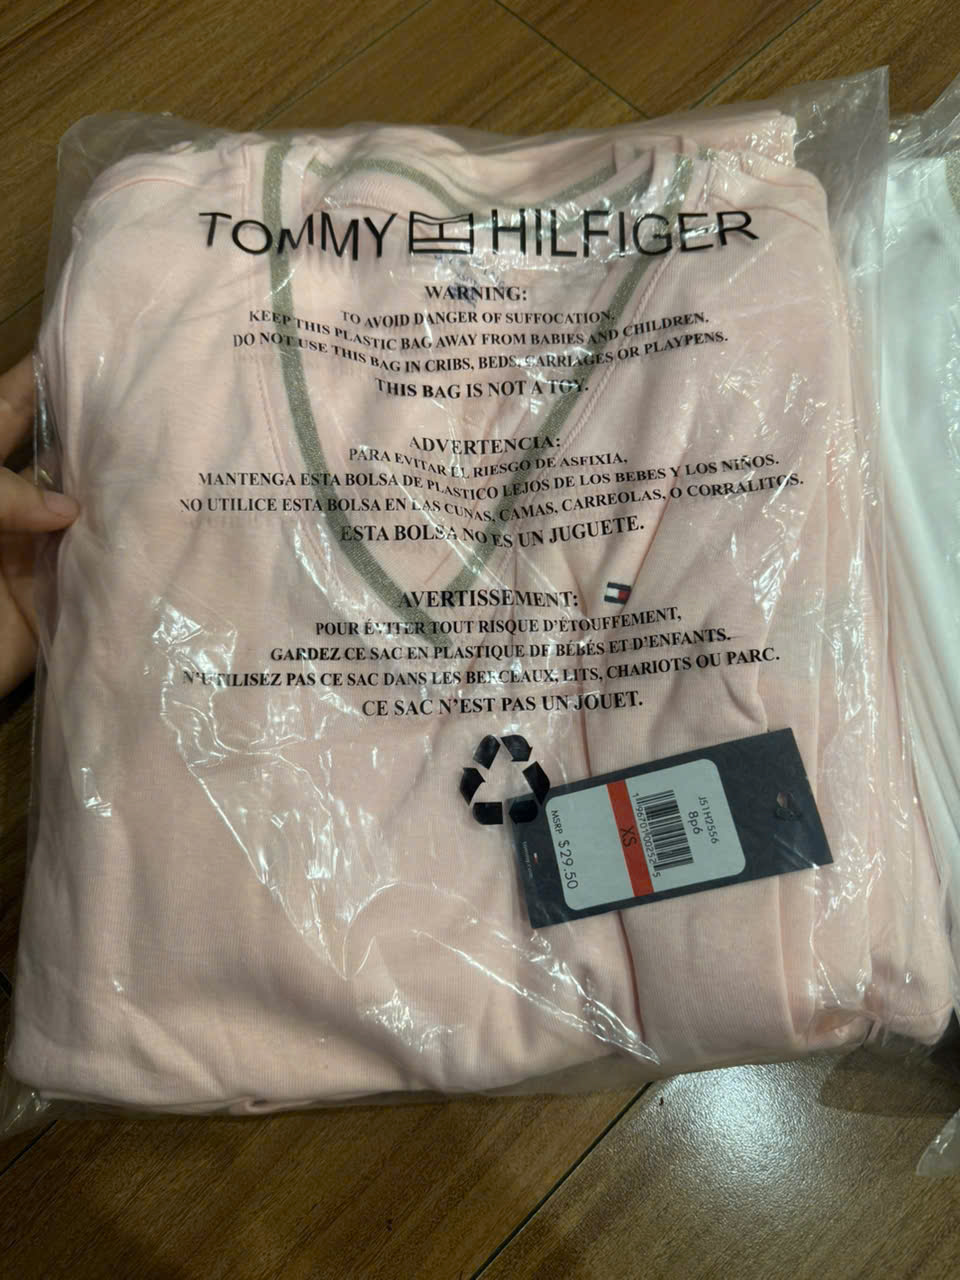 TOMMY HILFIGER
WARNING:
TO AVOID DANGER OF SUFFOCATION,
KEEP THIS PLASTIC BAG AWAY FROM BABIES AND CHILDREN.
DO NOT USE THIS BAG IN CRIBS, BEDS, CARRIAGES OR PLAYPENS.
THIS BAG IS NOT A TOY.
ADVERTENCIA:
PARA EVITAR EL RIESGO DE ASFIXIA,
MANTENGA ESTA BOLSA DE PLASTICO LEJOS DE LOS BEBES Y LOS NIÑOS.
NO UTILICE ESTA BOLSA EN LAS CUNAS, CAMAS, CARREOLAS, O CORRALITOS.
ESTA BOLSA NO ES UN JUGUETE.
AVERTISSEMENT:
POUR ÉVITER TOUT RISQUE D'ÉTOUFFEMENT,
GARDEZ CE SAC EN PLASTIQUE DE BÉBÉS ET D'ENFANTS.
N'UTILISEZ PAS CE SAC DANS LES BERCEAUX, LITS, CHARIOTS OU PARC.
CE SAC N'EST PAS UN JOUET.
J51H2556
8p6
XS
MSRP $29.50